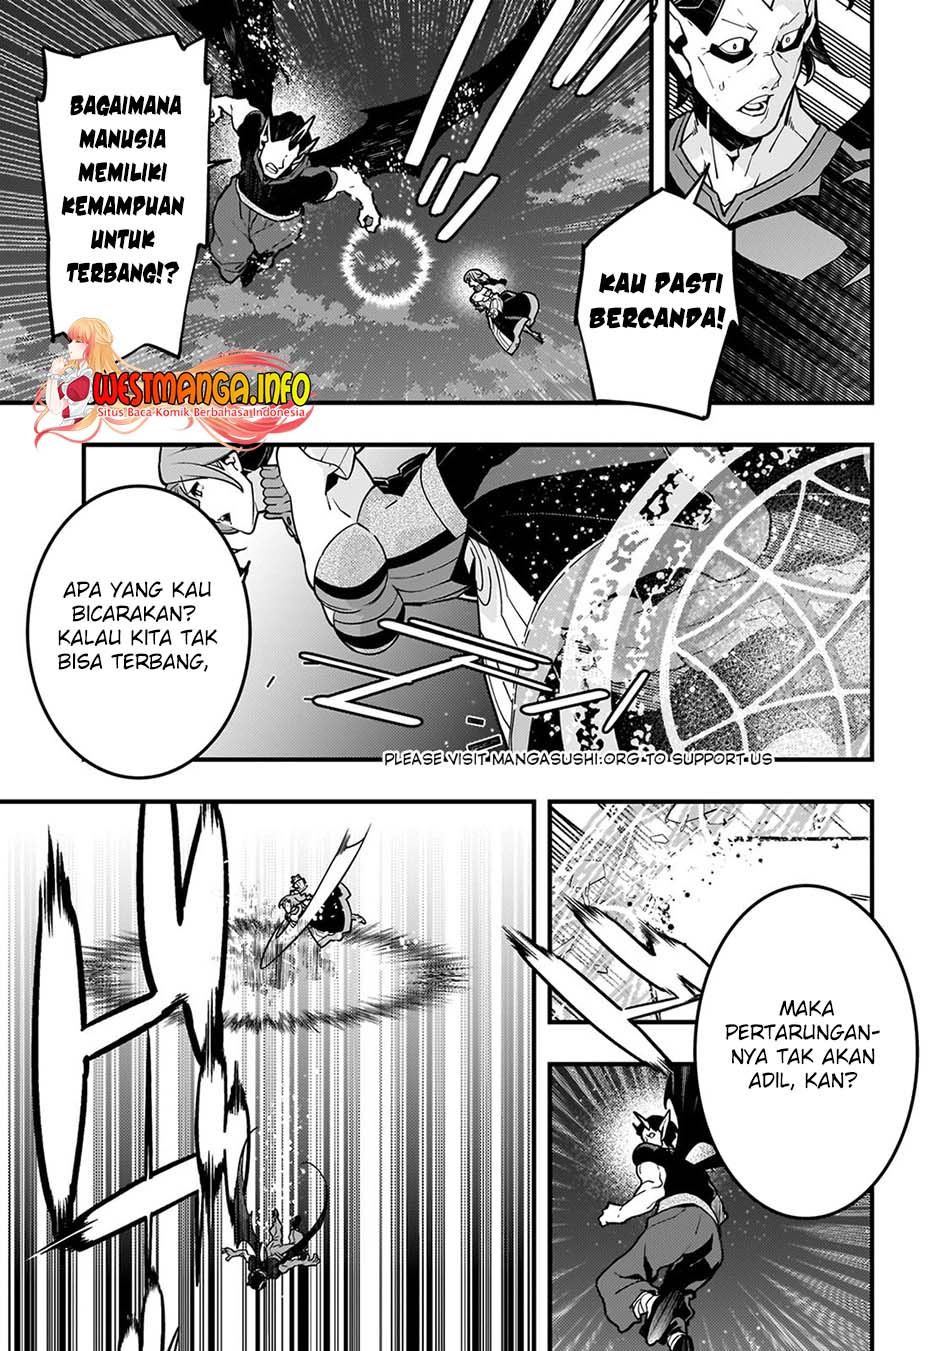 KAU PASTI
BERCANDA!
BAGAIMANA
MANUSIA
MEMILIKI
KEMAMPUAN
UNTUK
TERBANG!?
WESTMANGA.INFO
Situs Baca Komik Berbahasa Indonesia
APA YANG KAU
BICARAKAN?
KALAU KITA TAK
BISA TERBANG,
PLEASE VISIT MANGASUSHI.ORG TO SUPPORT US
MAKA
PERTARUNGAN-
NYA TAK AKAN
ADIL, KAN?